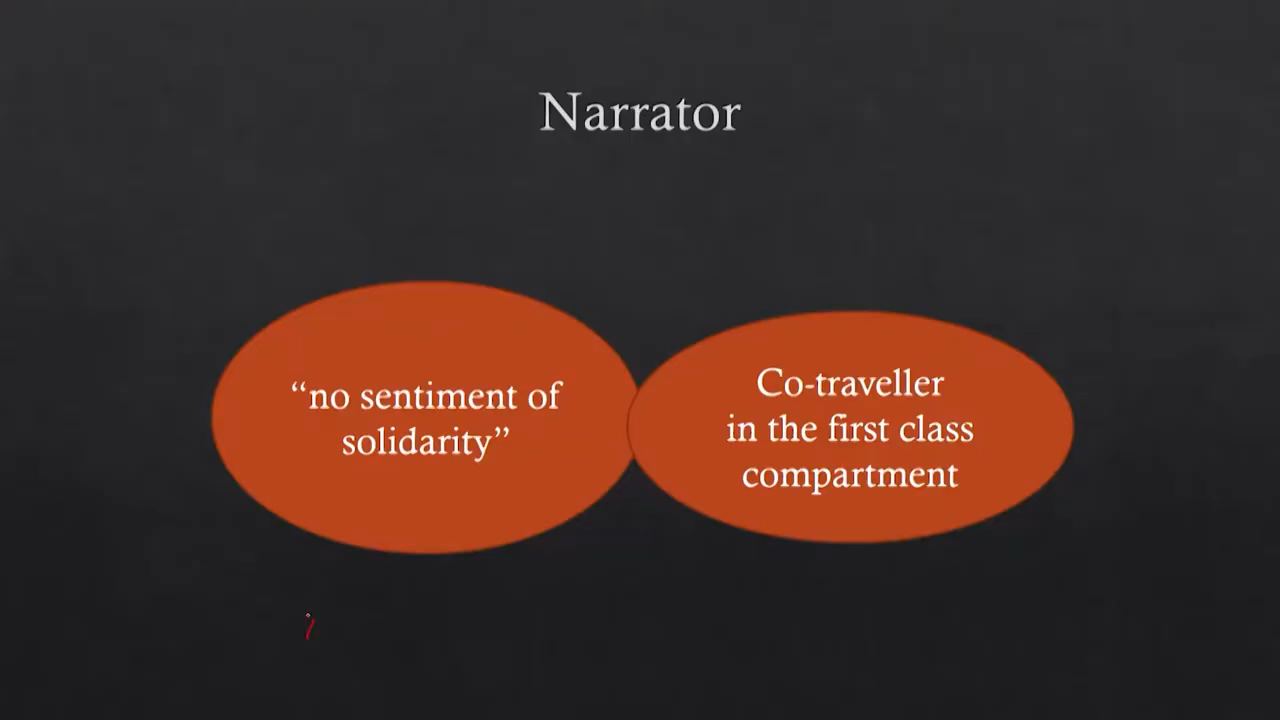 Narrator
“no sentiment of
solidarity”
Co-traveller
in the first class
compartment